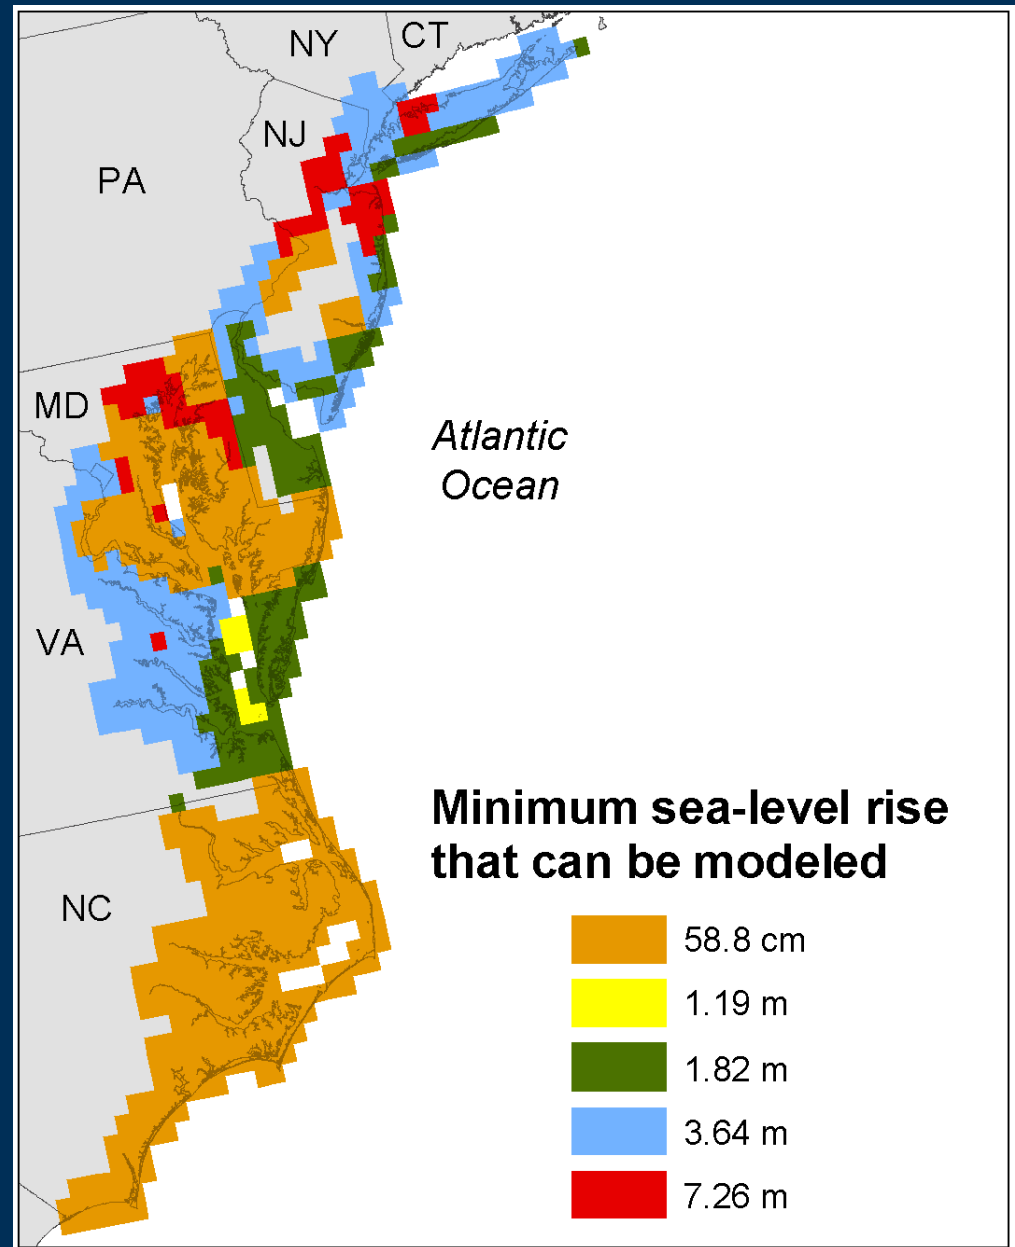 NY
CT
NJ
PA
MD
Atlantic
Ocean
VA
Minimum sea-level rise
that can be modeled
NC
58.8 cm
1.19 m
1.82 m
3.64 m
7.26 m